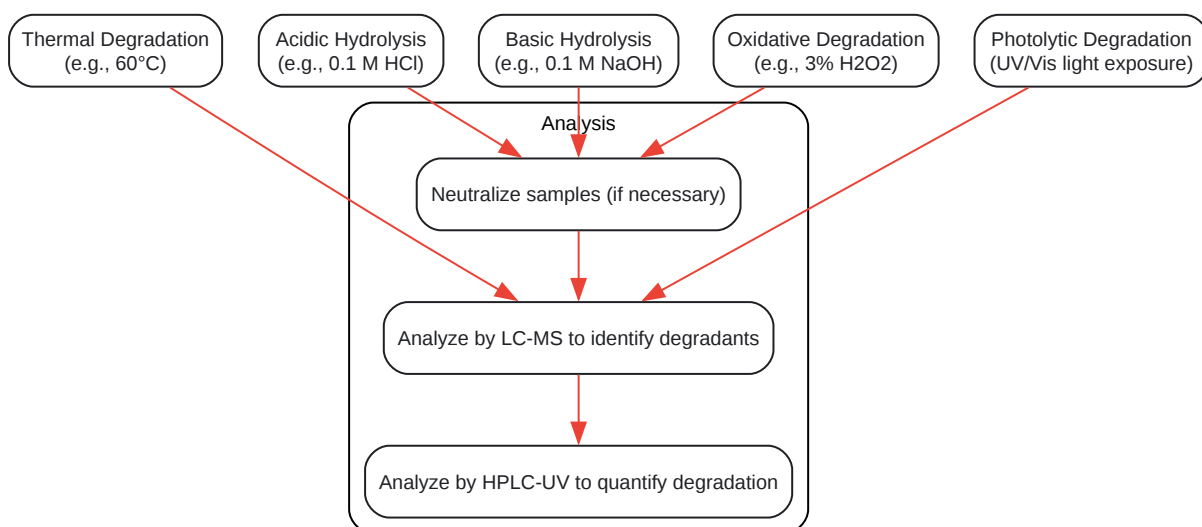 Thermal Degradation
(e.g., 60°C)
Acidic Hydrolysis
(e.g., 0.1 M HCl)
Basic Hydrolysis
(e.g., 0.1 M NaOH)
Oxidative Degradation
(e.g., 3% H2O2)
Photolytic Degradation
(UV/Vis light exposure)
Analysis
Neutralize samples (if necessary)
Analyze by LC-MS to identify degradants
Analyze by HPLC-UV to quantify degradation